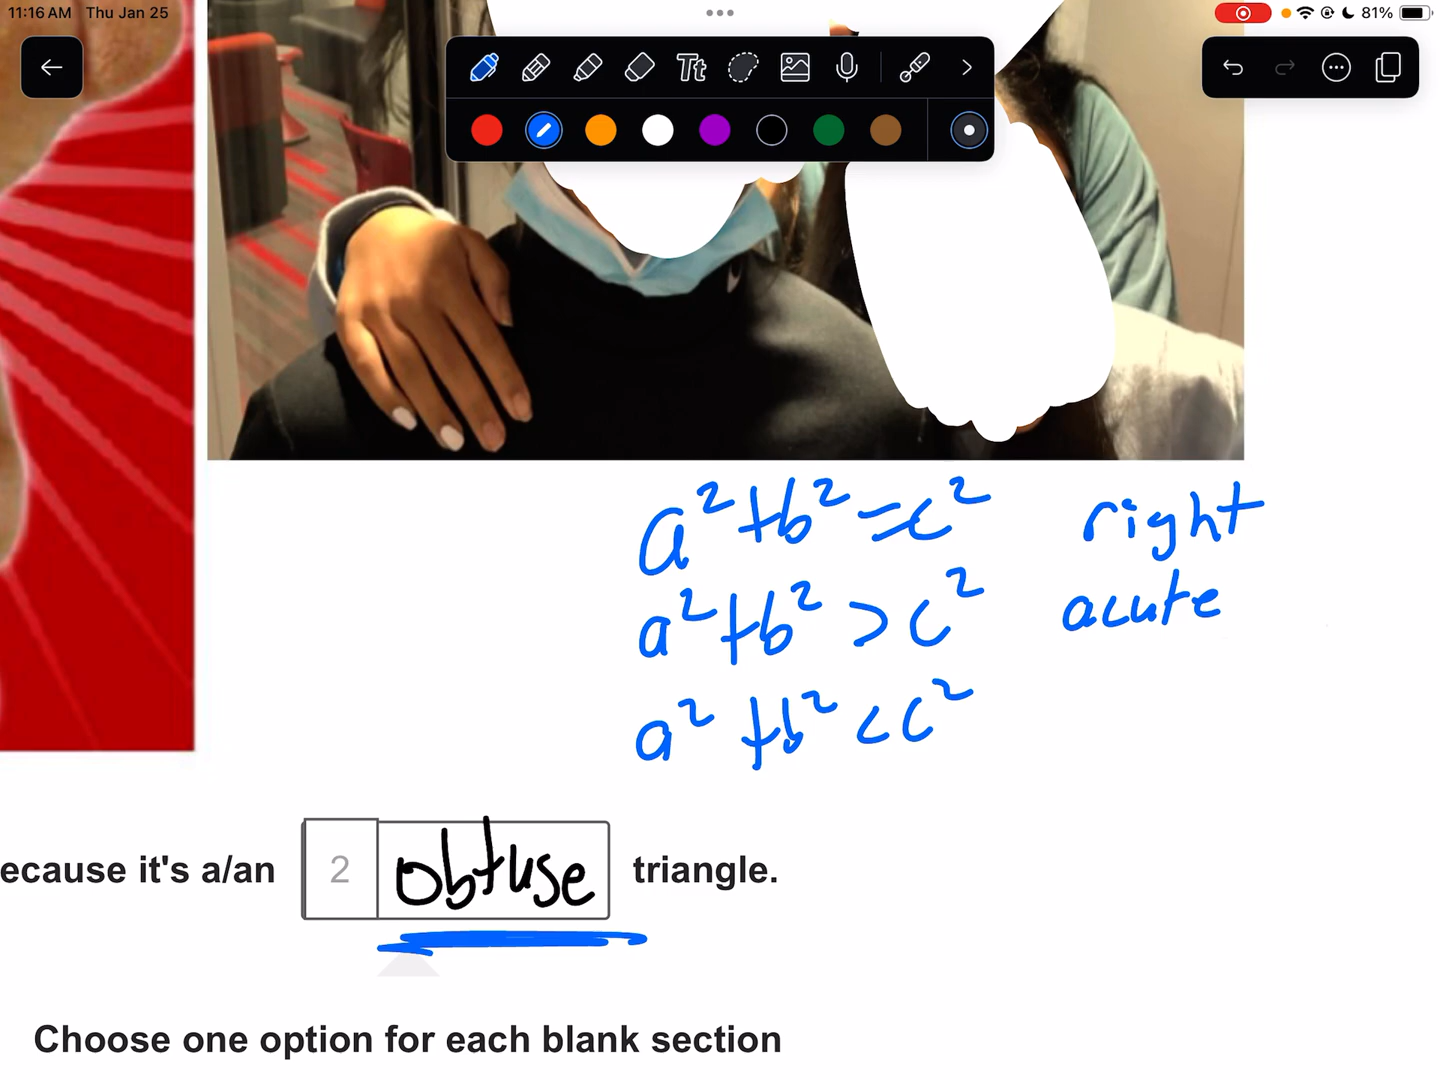 11:16 AM Thu Jan 25
81%
Tt
a²+b²=c² right
a²+b²>c² acute
a²+b²<c²
ecause it's a/an 2 obtuse triangle.
Choose one option for each blank section